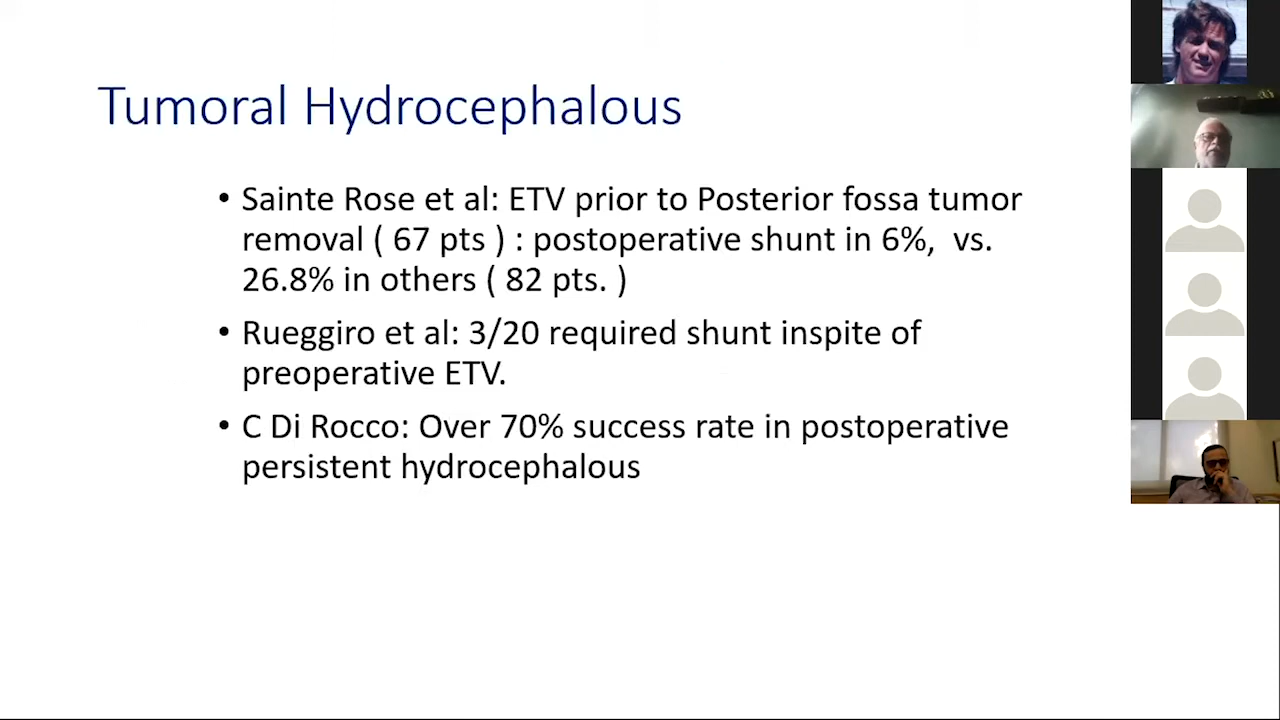 Tumoral Hydrocephalous
• Sainte Rose et al: ETV prior to Posterior fossa tumor
removal ( 67 pts ) : postoperative shunt in 6%, vs.
26.8% in others ( 82 pts. )
• Rueggiro et al: 3/20 required shunt inspite of
preoperative ETV.
• C Di Rocco: Over 70% success rate in postoperative
persistent hydrocephalous